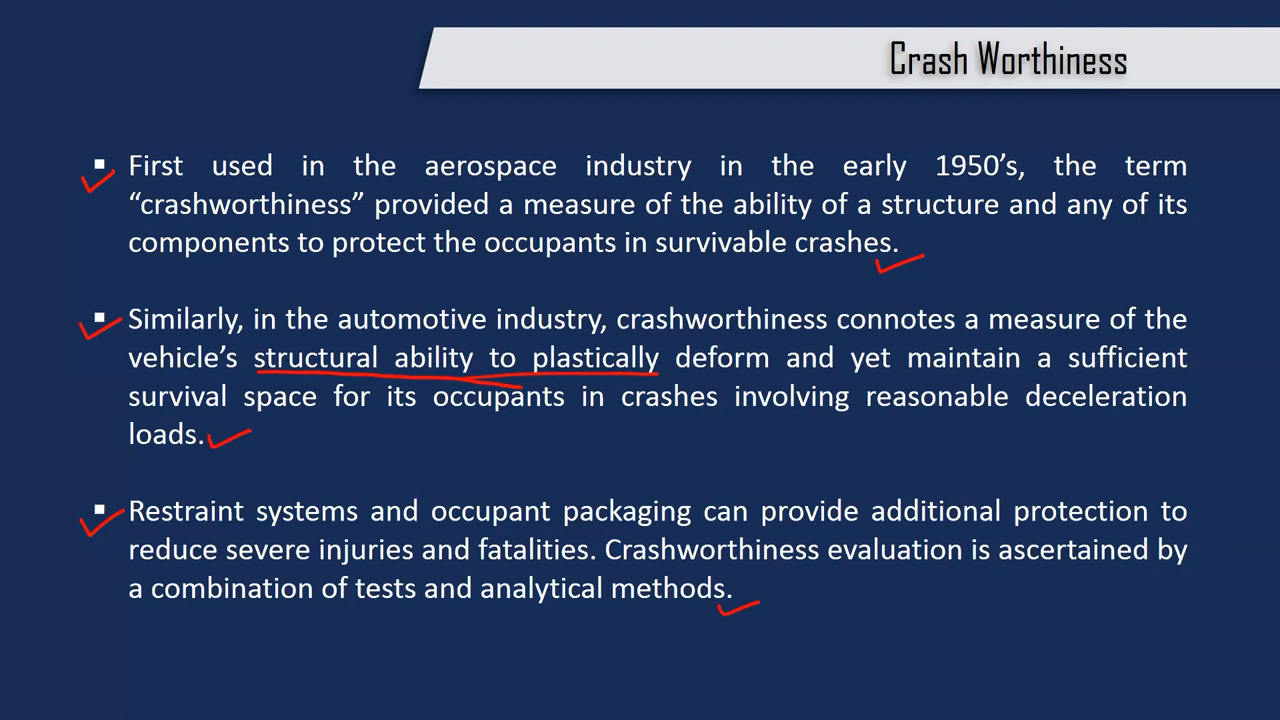 Crash Worthiness
▪ First used in the aerospace industry in the early 1950’s, the term
“crashworthiness” provided a measure of the ability of a structure and any of its
components to protect the occupants in survivable crashes.
▪ Similarly, in the automotive industry, crashworthiness connotes a measure of the
vehicle’s structural ability to plastically deform and yet maintain a sufficient
survival space for its occupants in crashes involving reasonable deceleration
loads.
▪ Restraint systems and occupant packaging can provide additional protection to
reduce severe injuries and fatalities. Crashworthiness evaluation is ascertained by
a combination of tests and analytical methods.